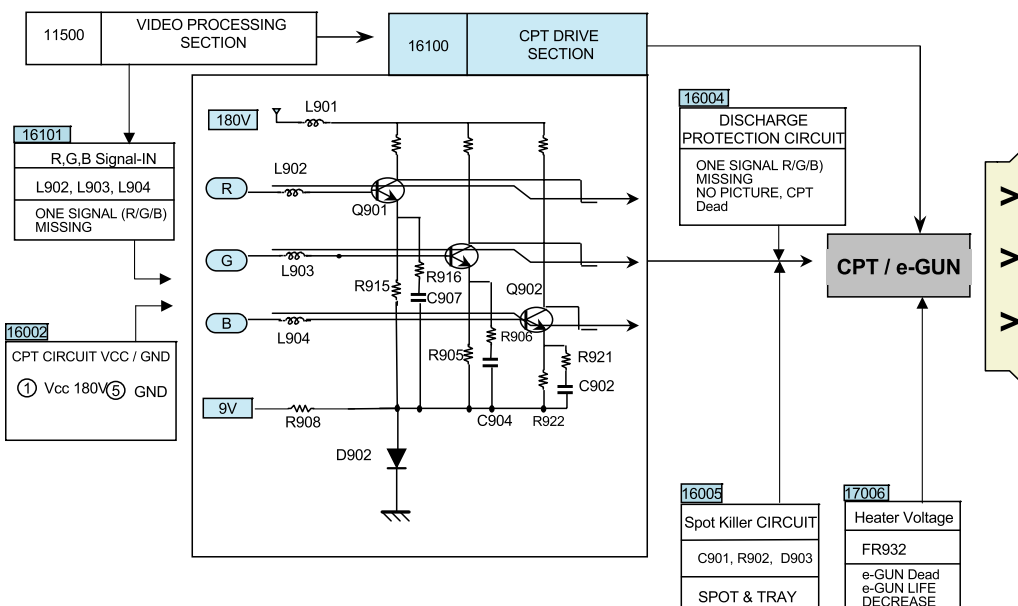 11500
VIDEO PROCESSING
SECTION
16100
CPT DRIVE
SECTION
16101
R,G,B Signal-IN
L902, L903, L904
ONE SIGNAL (R/G/B)
MISSING
16002
CPT CIRCUIT VCC / GND
1 Vcc 180V 5 GND
180V
L901
R
L902
Q901
G
L903
R916
R915
C907
Q902
B
L904
R906
R905
R921
C902
9V
R908
C904
R922
D902
16004
DISCHARGE
PROTECTION CIRCUIT
ONE SIGNAL R/G/B)
MISSING
NO PICTURE, CPT
Dead
CPT / e-GUN
16005
Spot Killer CIRCUIT
C901, R902, D903
SPOT & TRAY
17006
Heater Voltage
FR932
e-GUN Dead
e-GUN LIFE
DECREASE
>
>
>